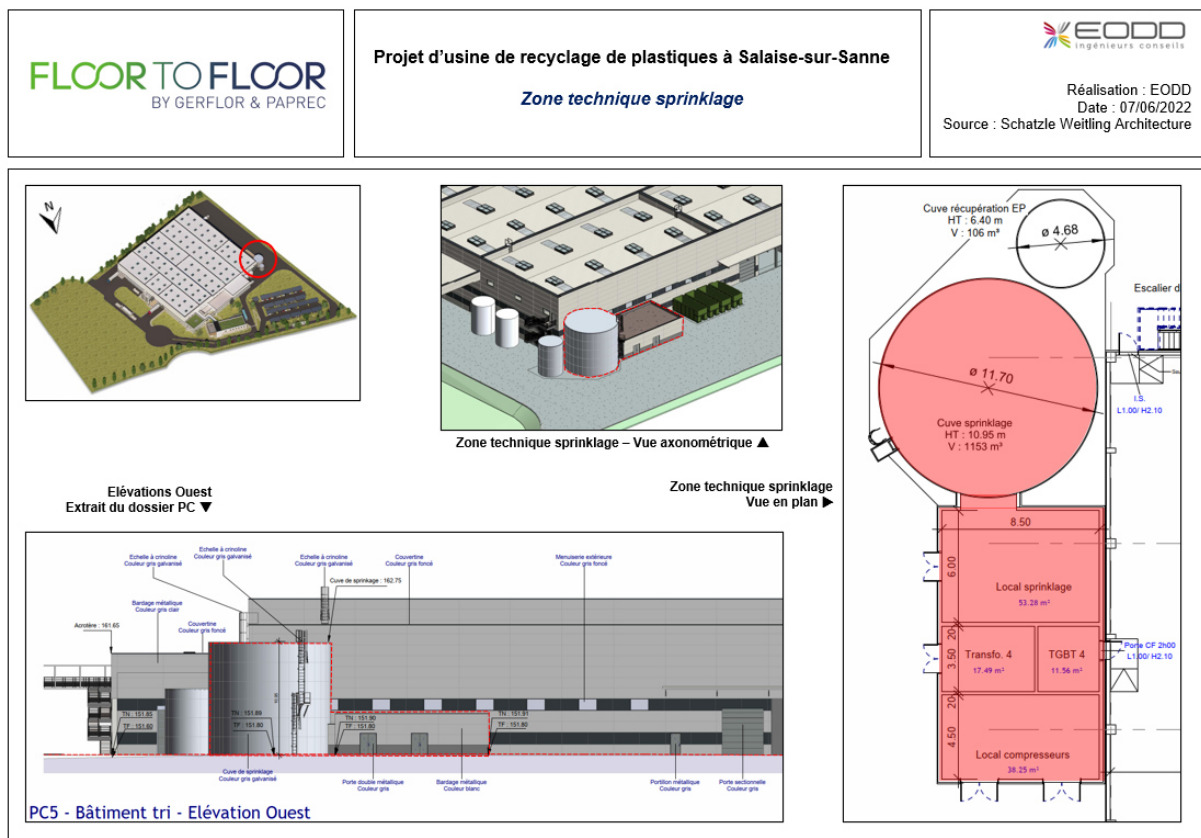 FLOOR TO FLOOR
BY GERFLOR & PAPREC
Projet d'usine de recyclage de plastiques à Salaise-sur-Sanne
Zone technique sprinklage
EODD
ingénieurs conseils
Réalisation : EODD
Date : 07/06/2022
Source : Schatzle Weitling Architecture
N
Zone technique sprinklage – Vue axonométrique ▲
Elévations Ouest
Extrait du dossier PC ▼
Zone technique sprinklage
Vue en plan ►
Cuve récupération EP
HT : 6.40 m
V : 106 m³
ø 4.68
Escalier d
ø 11.70
I.S.
L1.00/ H2.10
Cuve sprinklage
HT : 10.95 m
V : 1153 m³
8.50
6.00
Local sprinklage
53.28 m²
20
3.50
Transfo. 4
17.49 m²
TGBT 4
11.56 m²
Porte CF 2h00
L1.00/ H2.10
20
4.50
Local compresseurs
38.25 m²
Echelle à crinoline
Couleur gris galvanisé
Echelle à crinoline
Couleur gris galvanisé
Echelle à crinoline
Couleur gris galvanisé
Couvertine
Couleur gris foncé
Menuiserie extérieure
Couleur gris foncé
Cuve de sprinkage : 162.75
Bardage métallique
Couleur gris clair
Couvertine
Couleur gris foncé
Acrotère : 161.65
TN : 151.85
TF : 151.60
TN : 151.89
TF : 151.80
TN : 151.90
TF : 151.80
TN : 151.91
TF : 151.80
Cuve de sprinklage
Couleur gris galvanisé
Porte double métallique
Couleur gris
Bardage métallique
Couleur blanc
Portillon métallique
Couleur gris
Porte sectionnelle
Couleur gris
PC5 - Bâtiment tri - Elévation Ouest